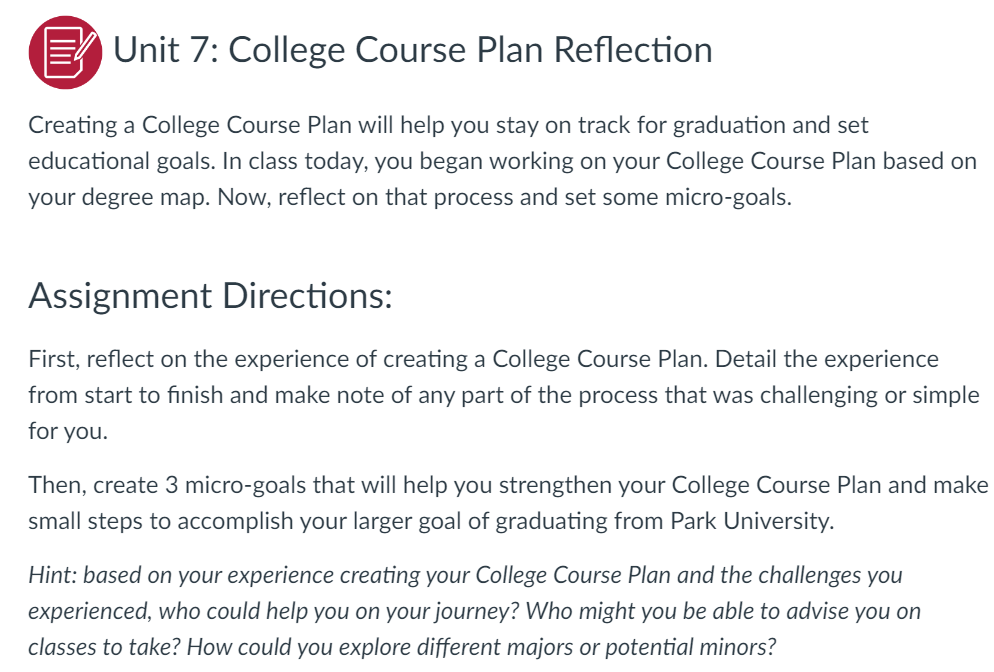 Unit 7: College Course Plan Reflection
Creating a College Course Plan will help you stay on track for graduation and set
educational goals. In class today, you began working on your College Course Plan based on
your degree map. Now, reflect on that process and set some micro-goals.
Assignment Directions:
First, reflect on the experience of creating a College Course Plan. Detail the experience
from start to finish and make note of any part of the process that was challenging or simple
for you.
Then, create 3 micro-goals that will help you strengthen your College Course Plan and make
small steps to accomplish your larger goal of graduating from Park University.
Hint: based on your experience creating your College Course Plan and the challenges you
experienced, who could help you on your journey? Who might you be able to advise you on
classes to take? How could you explore different majors or potential minors?